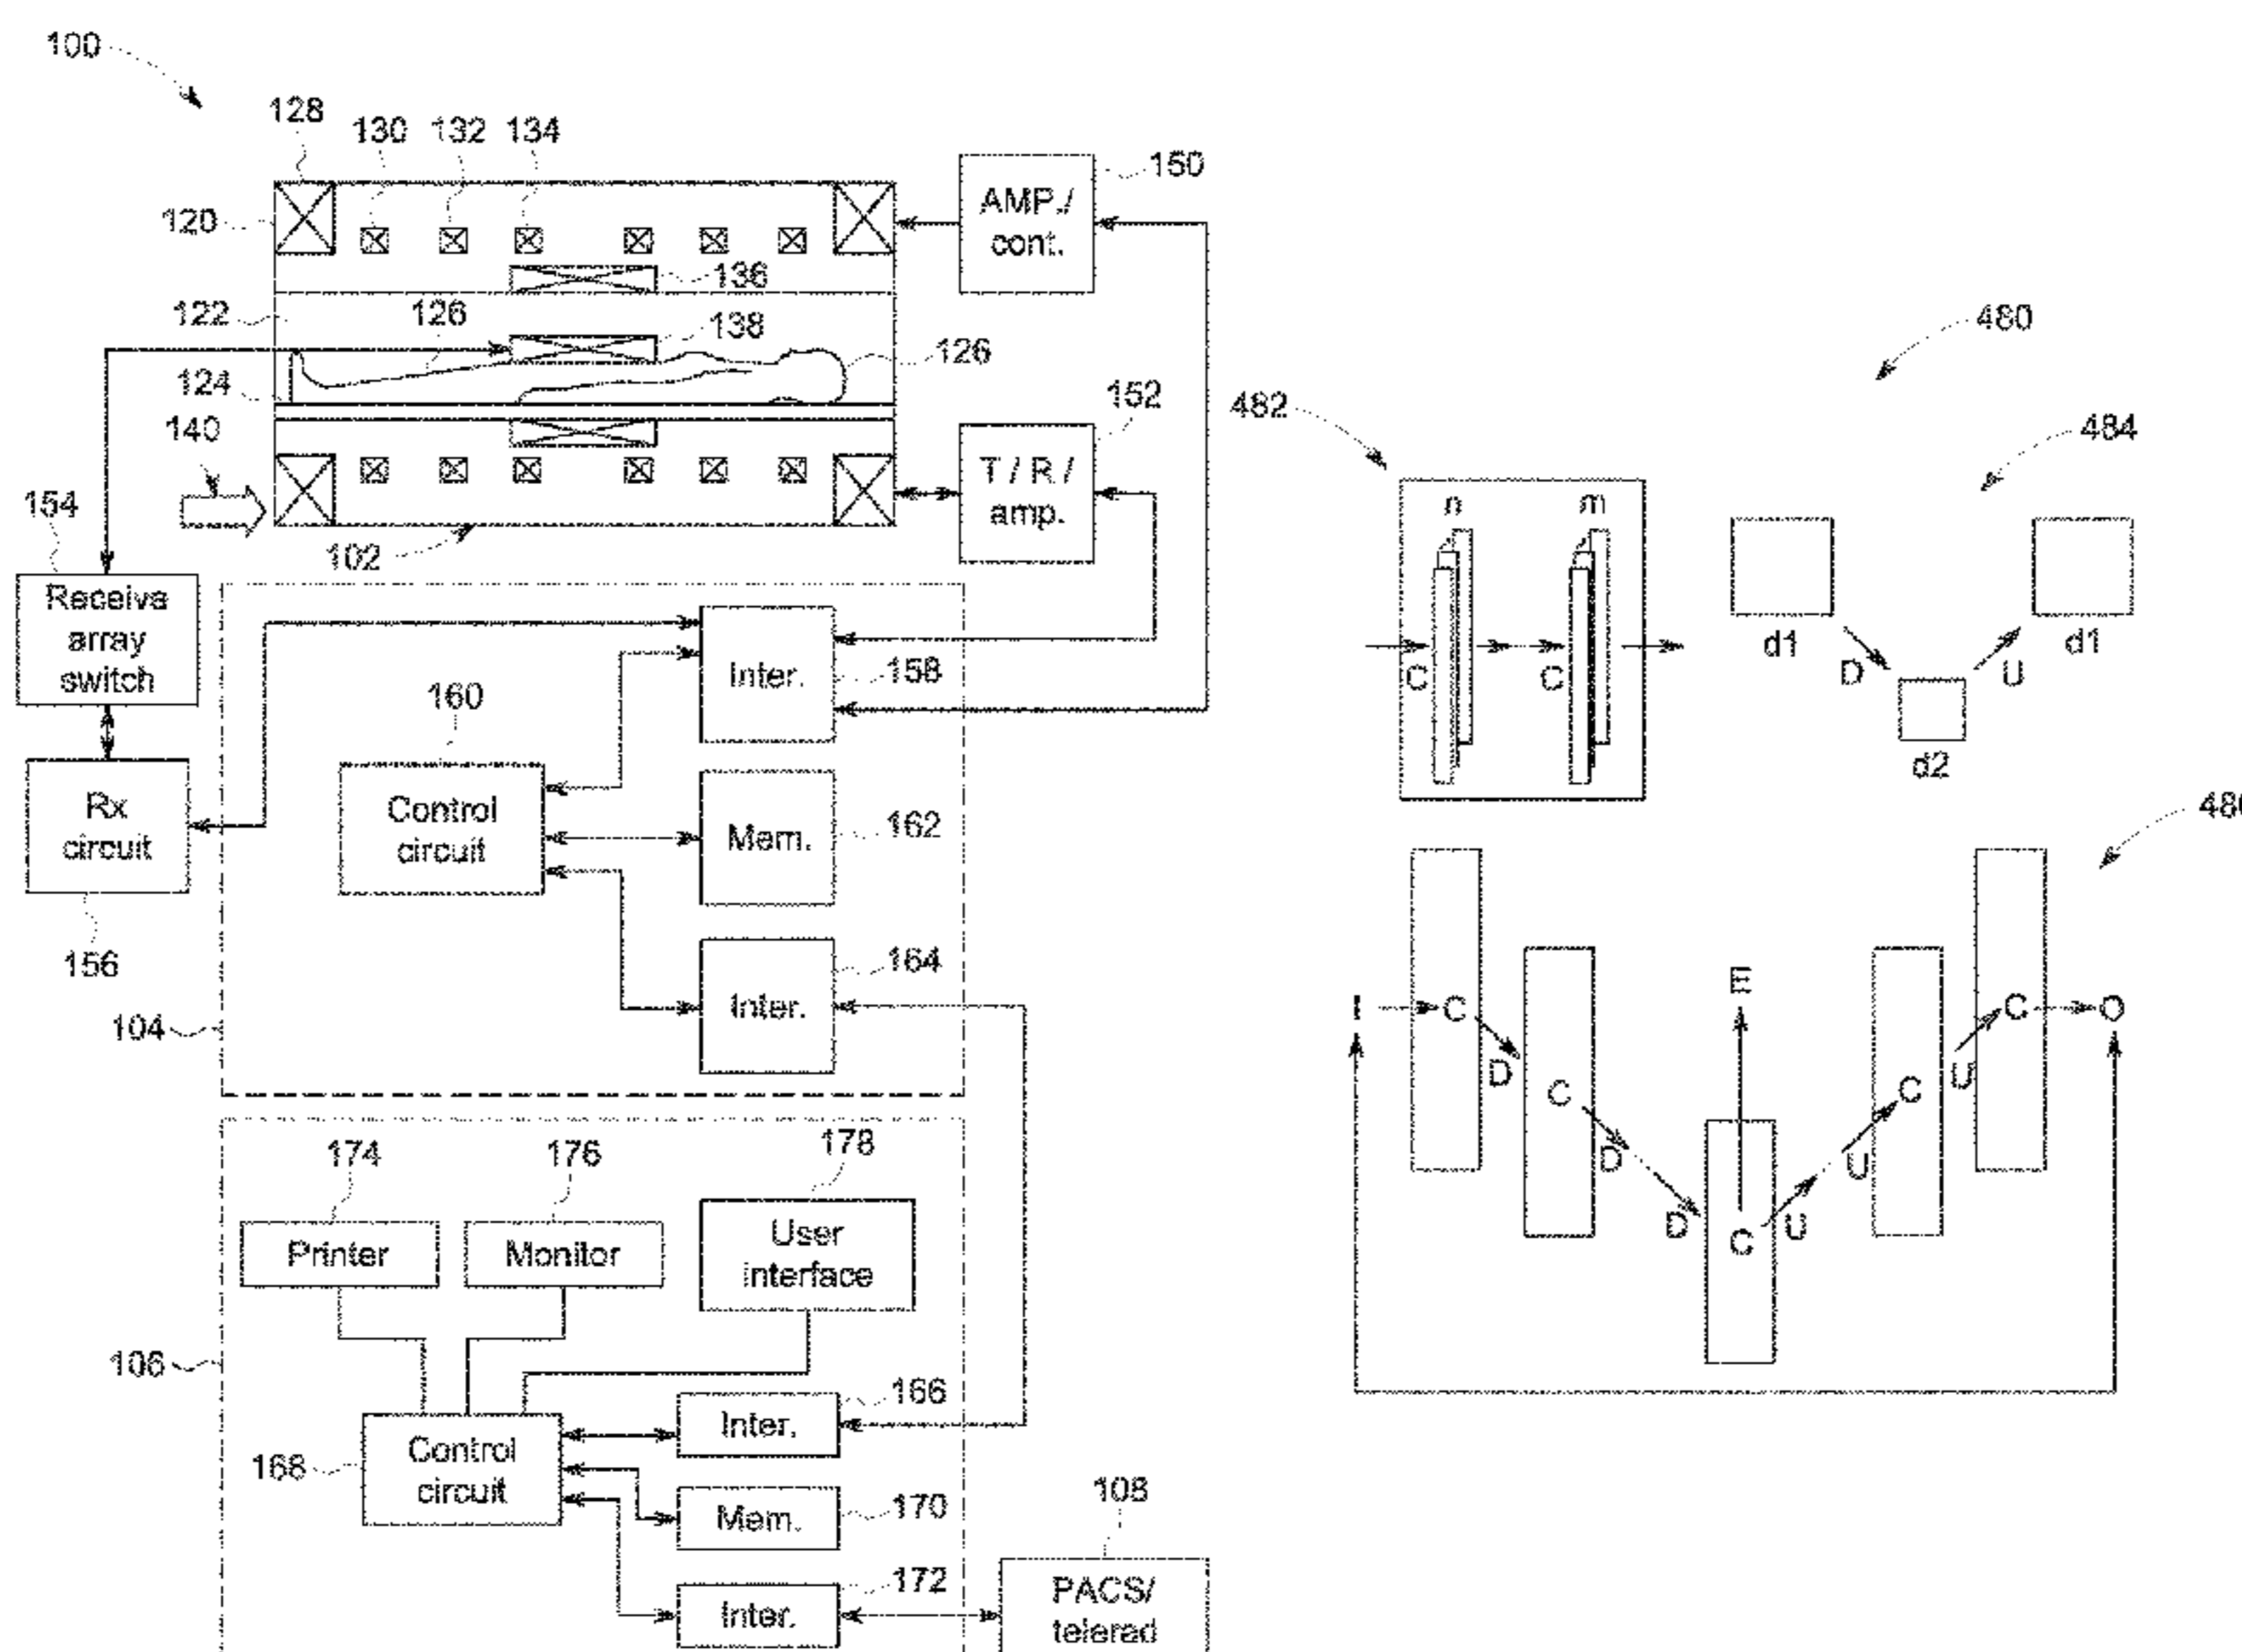 100
128
130 132 134
120
AMP./
cont.
150
136
122
126
138
126
124
140
T / R /
amp.
152
102
154
Receive
array
switch
Rx
circuit
156
Inter.
158
160
Control
circuit
Mem.
162
Inter.
164
104
174
176
178
Printer
Monitor
User
interface
106
166
Inter.
168
Control
circuit
Mem.
170
172
Inter.
108
PACS/
telerad
480
482
484
n
m
C
C
d1
d1
D
U
d2
I
C
D
C
D
D
E
C
U
U
C
U
C
O